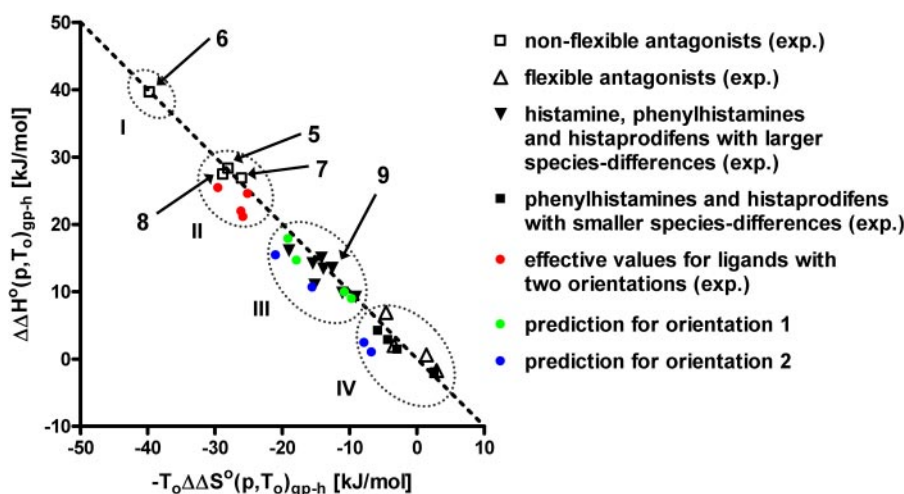 50
40
30
20
10
0
-10
-50
-40
-30
-20
-10
0
10
ΔΔH°(p,T₀)gp-h [kJ/mol]
-T₀ΔΔS°(p,T₀)gp-h [kJ/mol]
6
I
5
7
8
II
9
III
IV
non-flexible antagonists (exp.)
flexible antagonists (exp.)
histamine, phenylhistamines
and histaprodifens with larger
species-differences (exp.)
phenylhistamines and histaprodifens
with smaller species-differences (exp.)
effective values for ligands with
two orientations (exp.)
prediction for orientation 1
prediction for orientation 2